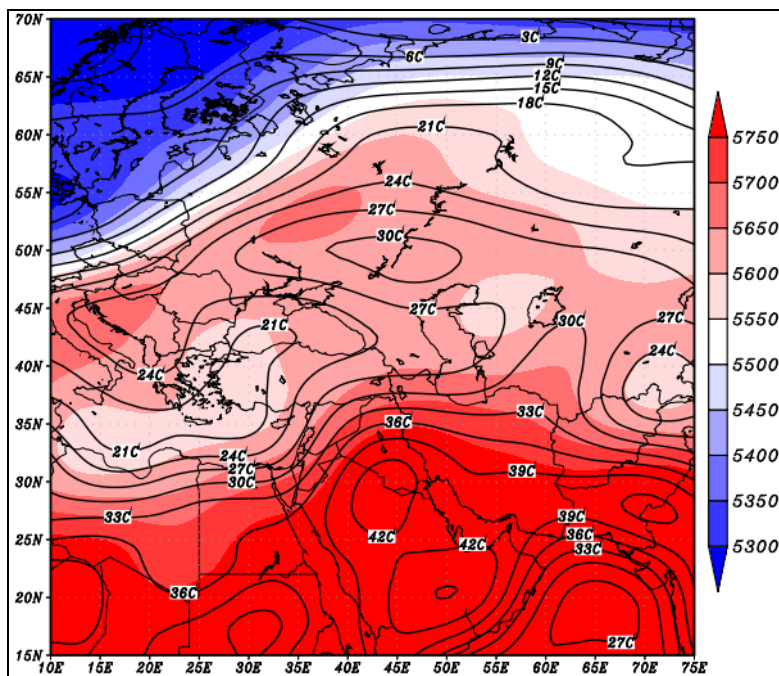 70N
3C
6C
65N
9C
12C
15C
18C
5750
60N
21C
5700
55N
24C
5650
27C
50N
30C
5600
45N
27C
30C
27C
5550
21C
40N
24C
24C
5500
35N
33C
36C
5450
21C
24C
27C
39C
30N
30C
5400
33C
39C
25N
36C
42C
33C
5350
42C
20N
36C
5300
15N
27C
10E 15E 20E 25E 30E 35E 40E 45E 50E 55E 60E 65E 70E 75E